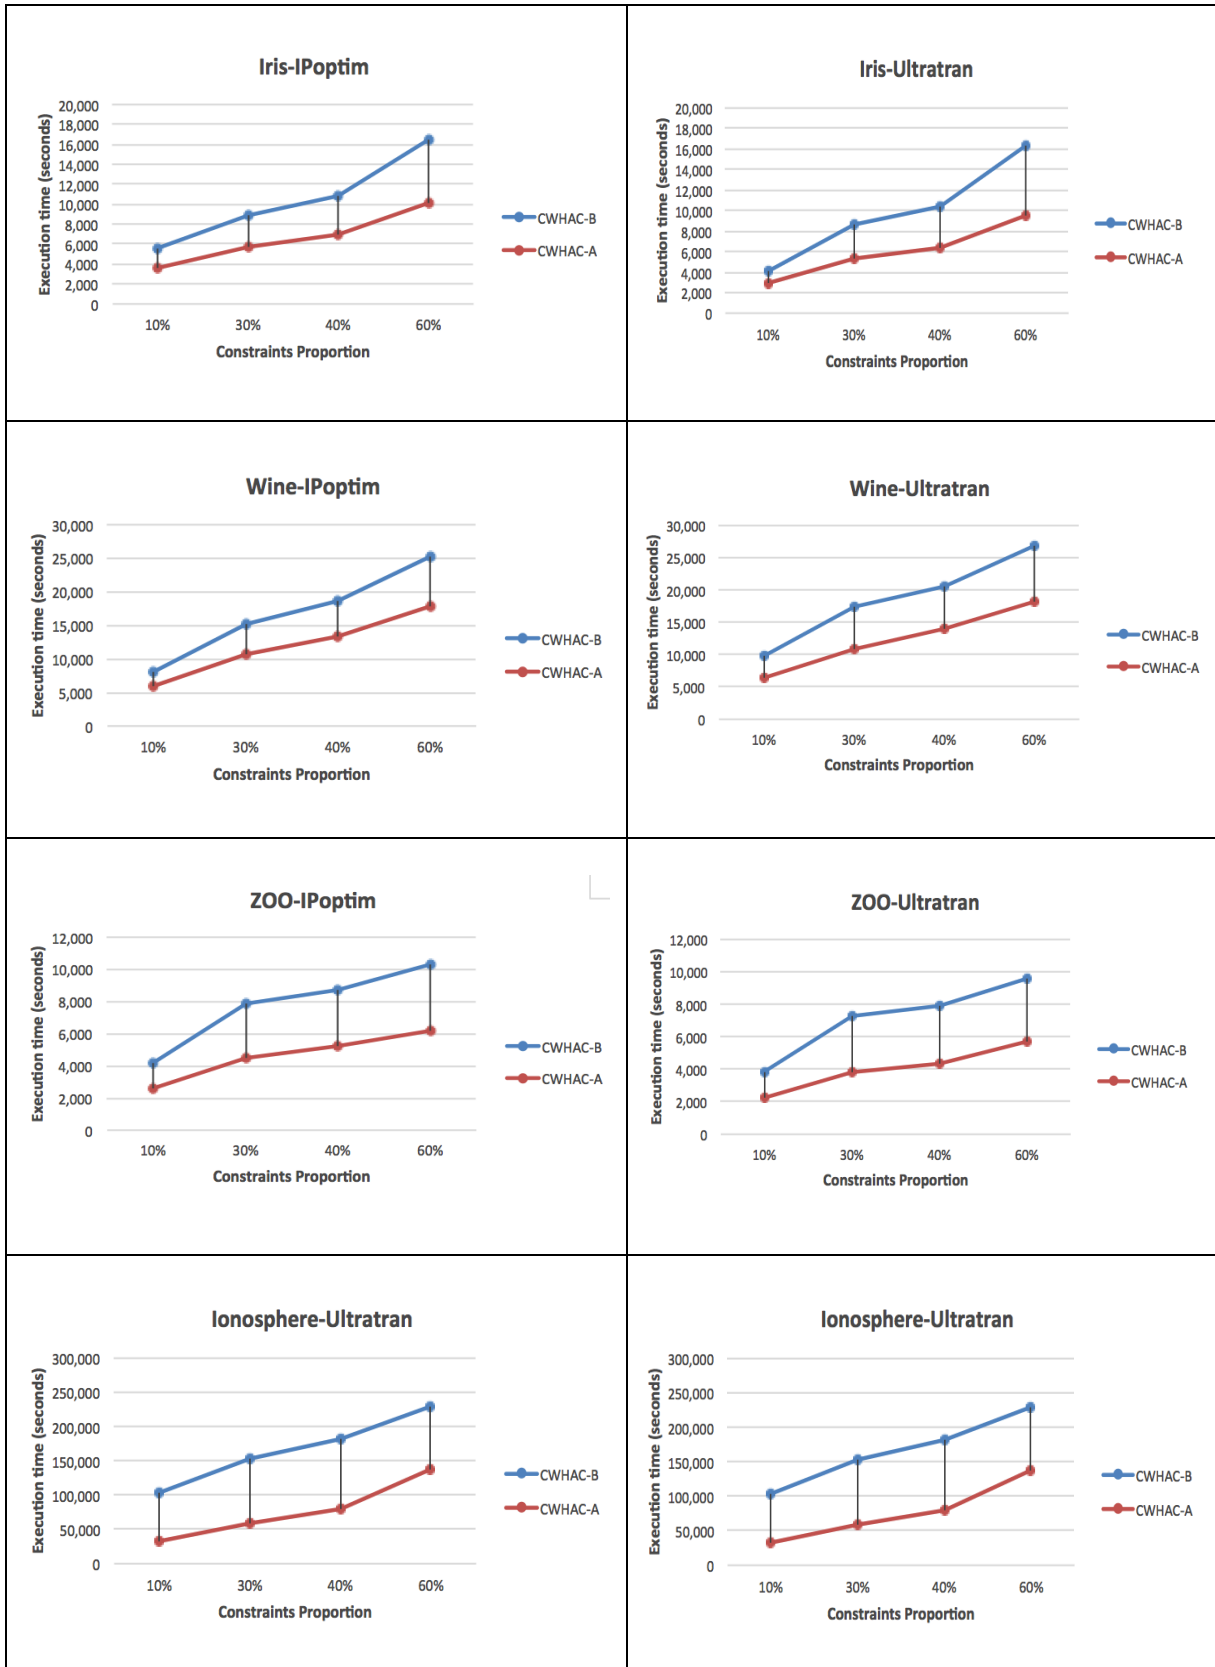 Iris-IPoptim
20,000
18,000
16,000
14,000
12,000
10,000
8,000
6,000
4,000
2,000
0
Execution time (seconds)
10% 30% 40% 60%
Constraints Proportion
CWHAC-B
CWHAC-A
Iris-Ultratran
20,000
18,000
16,000
14,000
12,000
10,000
8,000
6,000
4,000
2,000
0
Execution time (seconds)
10% 30% 40% 60%
Constraints Proportion
CWHAC-B
CWHAC-A
Wine-IPoptim
30,000
25,000
20,000
15,000
10,000
5,000
0
Execution time (seconds)
10% 30% 40% 60%
Constraints Proportion
CWHAC-B
CWHAC-A
Wine-Ultratran
30,000
25,000
20,000
15,000
10,000
5,000
0
Execution time (seconds)
10% 30% 40% 60%
Constraints Proportion
CWHAC-B
CWHAC-A
ZOO-IPoptim
12,000
10,000
8,000
6,000
4,000
2,000
0
Execution time (seconds)
10% 30% 40% 60%
Constraints Proportion
CWHAC-B
CWHAC-A
ZOO-Ultratran
12,000
10,000
8,000
6,000
4,000
2,000
0
Execution time (seconds)
10% 30% 40% 60%
Constraints Proportion
CWHAC-B
CWHAC-A
Ionosphere-Ultratran
300,000
250,000
200,000
150,000
100,000
50,000
0
Execution time (seconds)
10% 30% 40% 60%
Constraints Proportion
CWHAC-B
CWHAC-A
Ionosphere-Ultratran
300,000
250,000
200,000
150,000
100,000
50,000
0
Execution time (seconds)
10% 30% 40% 60%
Constraints Proportion
CWHAC-B
CWHAC-A